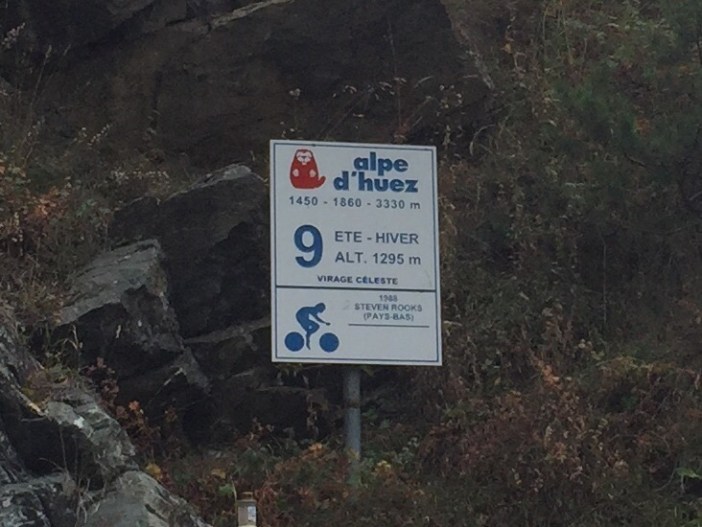 alpe
d'huez
1450 - 1860 - 3330 m
9
ETE - HIVER
ALT. 1295 m
VIRAGE CÉLESTE
1988
STEVEN ROOKS
(PAYS-BAS)